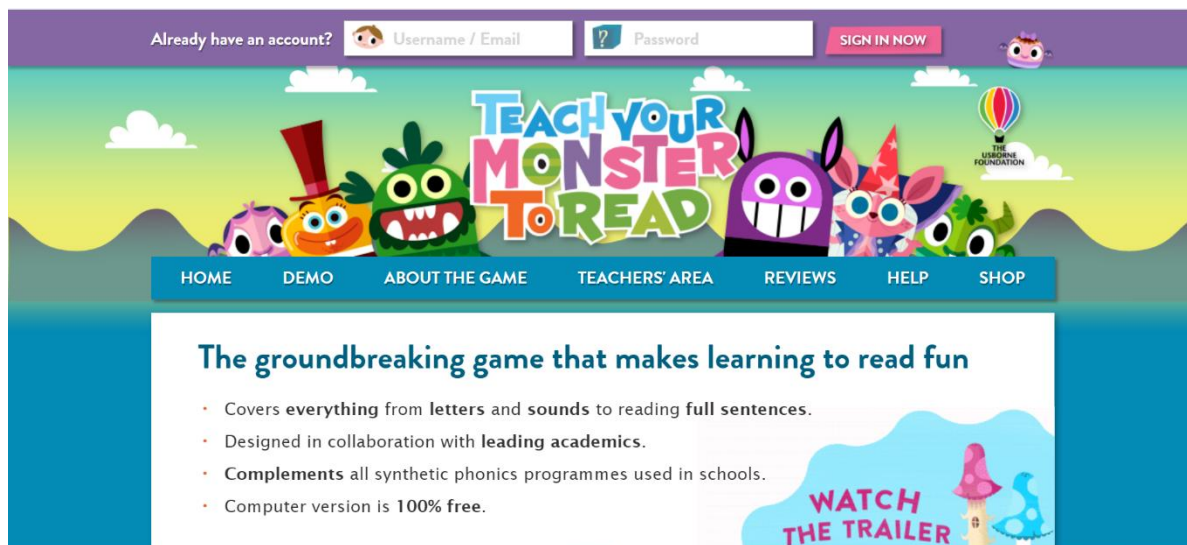 Already have an account?
Username / Email
?
Password
SIGN IN NOW
TEACH YOUR
MONSTER
TO READ
THE
USBORNE
FOUNDATION
HOME
DEMO
ABOUT THE GAME
TEACHERS' AREA
REVIEWS
HELP
SHOP
The groundbreaking game that makes learning to read fun
• Covers everything from letters and sounds to reading full sentences.
• Designed in collaboration with leading academics.
• Complements all synthetic phonics programmes used in schools.
• Computer version is 100% free.
WATCH
THE TRAILER